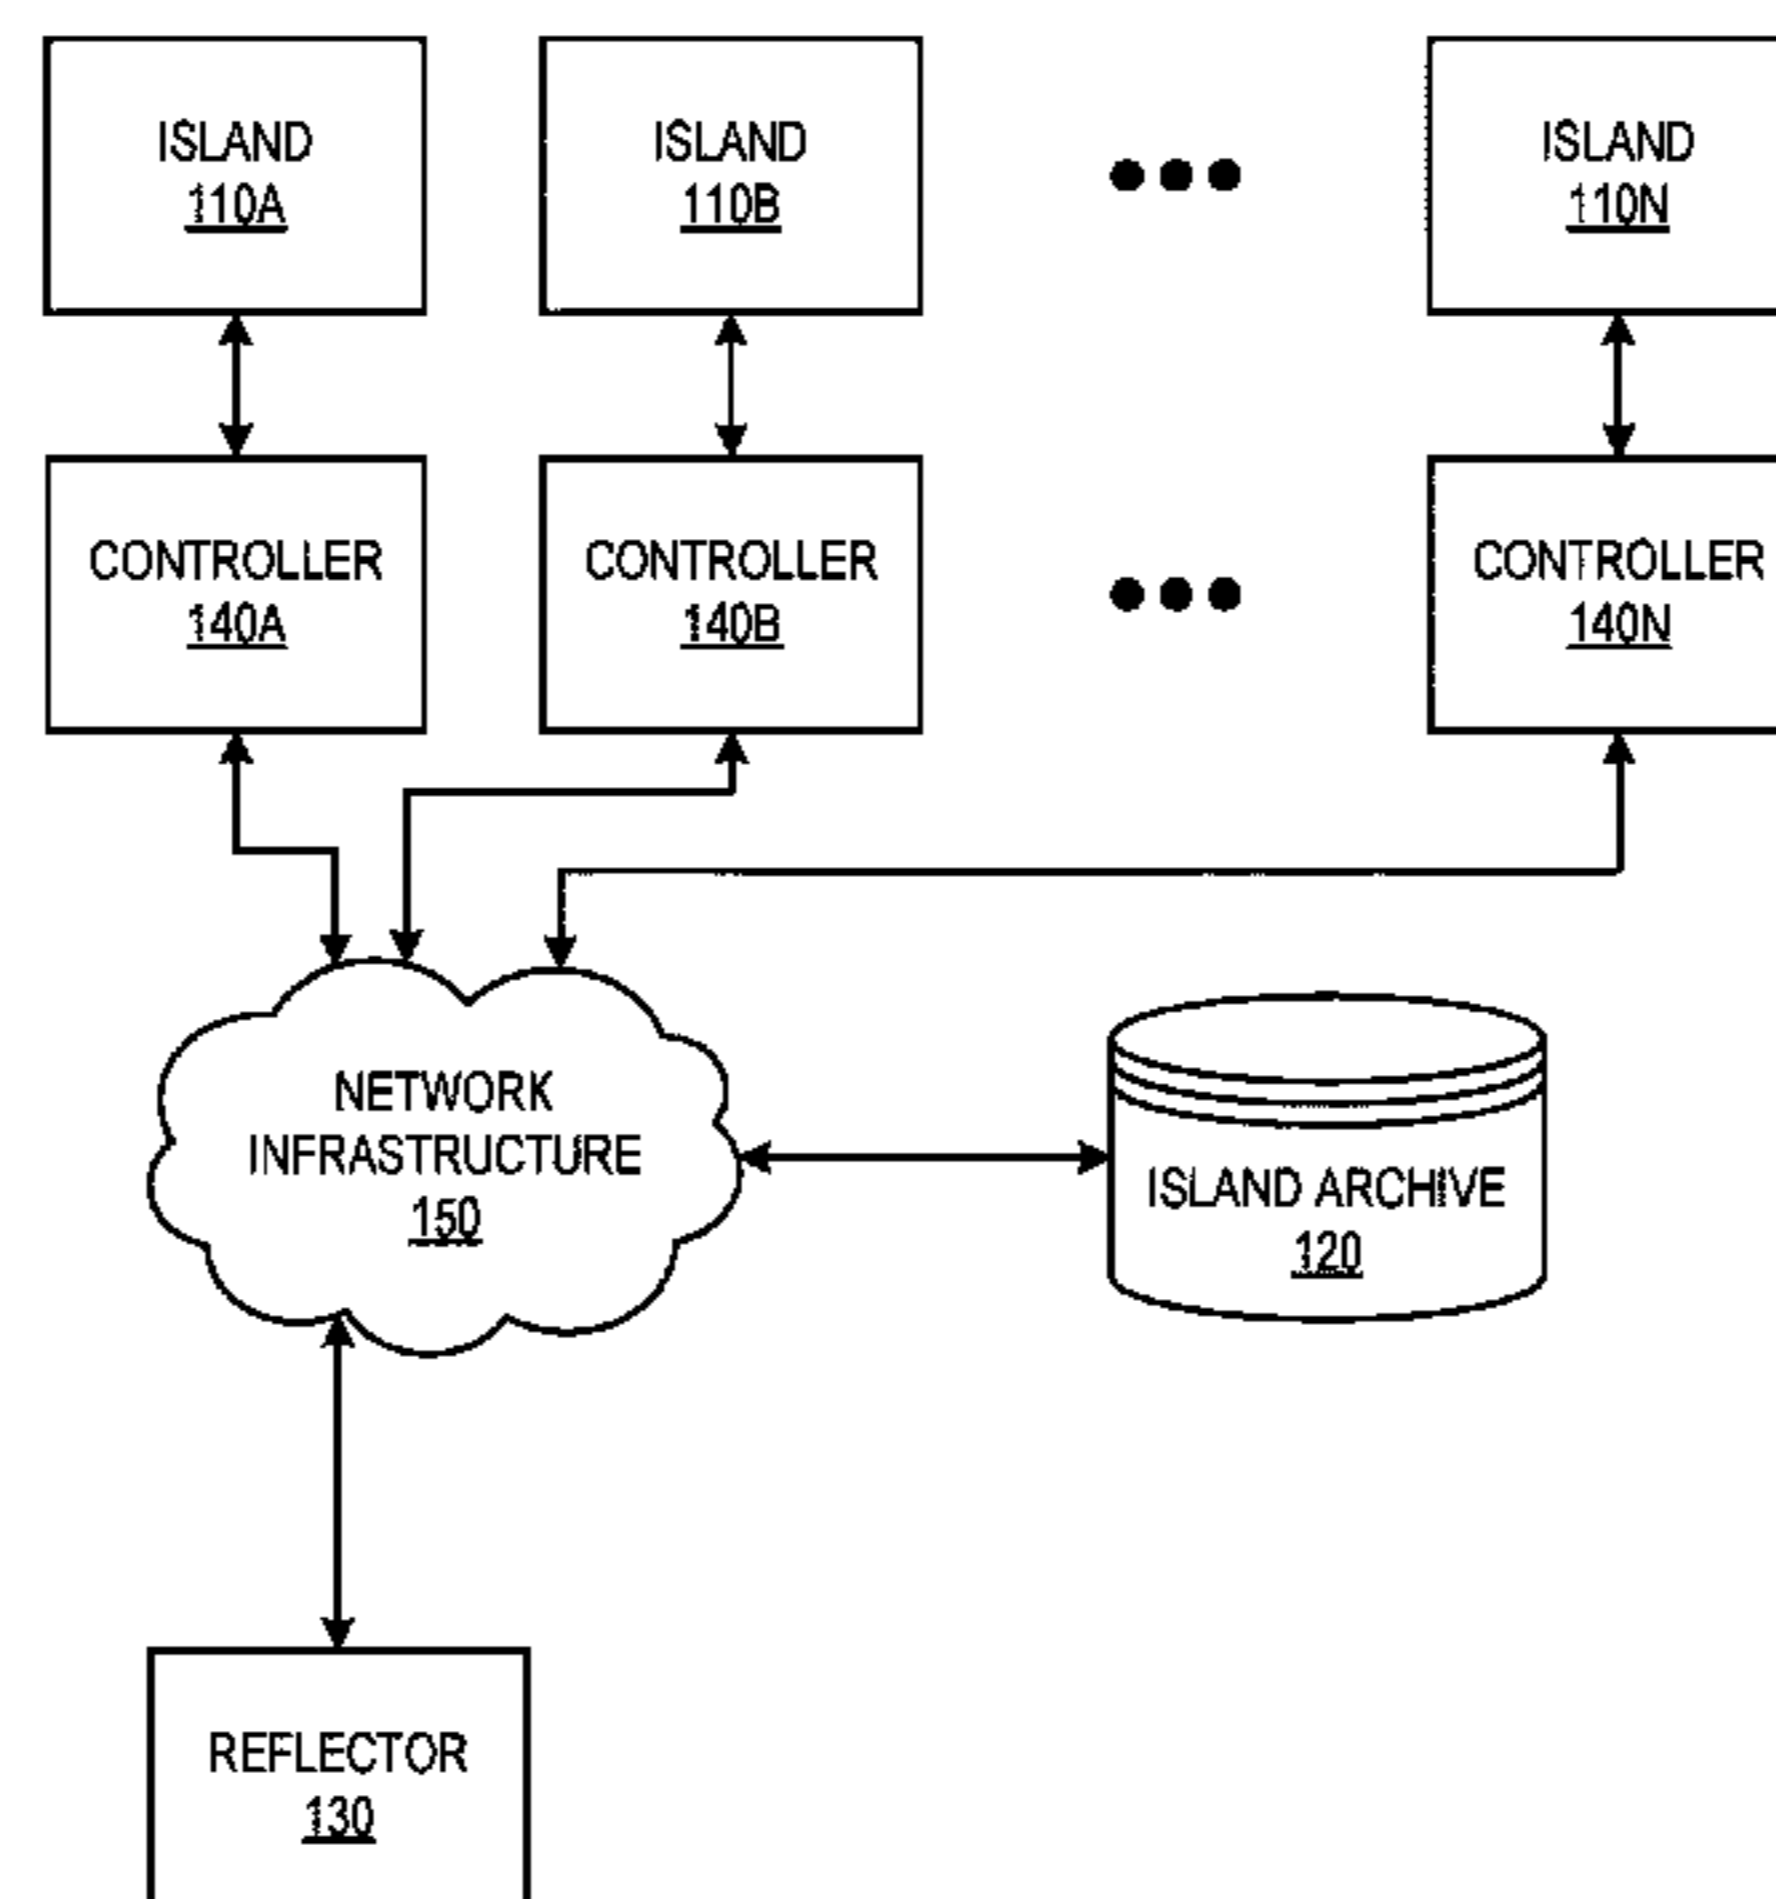 ISLAND
110A
ISLAND
110B
ISLAND
110N
CONTROLLER
140A
CONTROLLER
140B
CONTROLLER
140N
NETWORK
INFRASTRUCTURE
150
ISLAND ARCHIVE
120
REFLECTOR
130